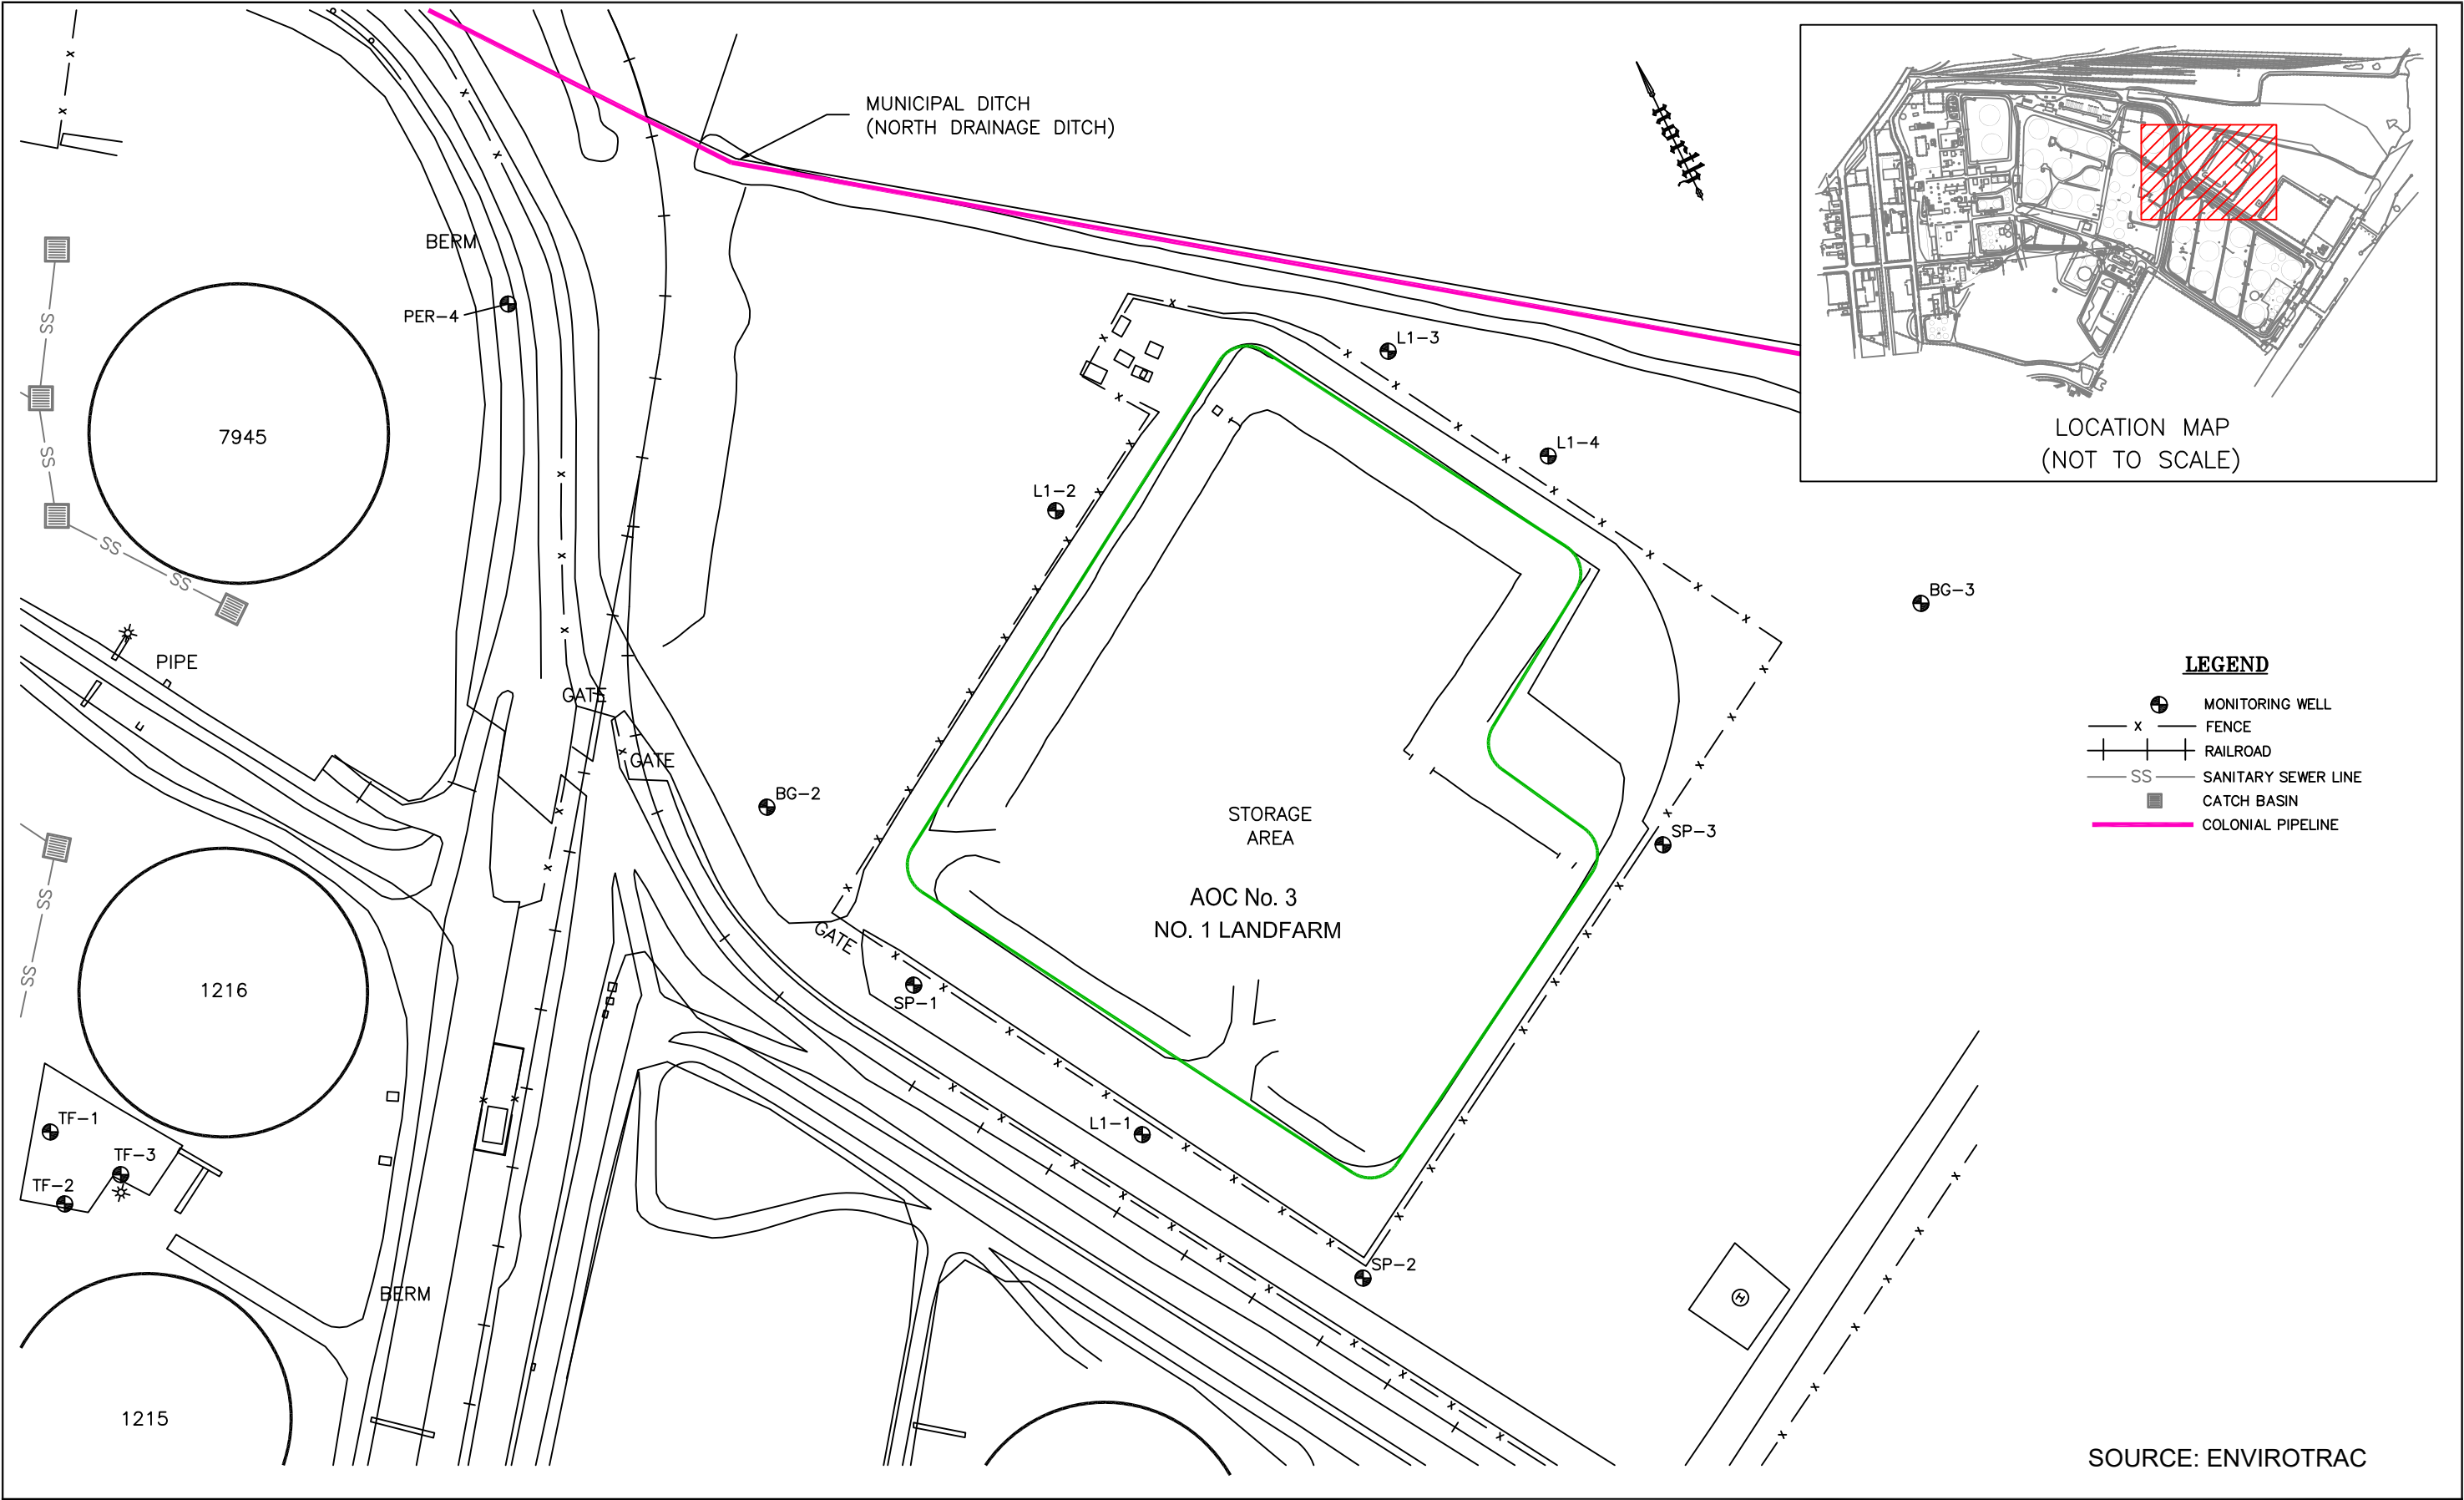 MUNICIPAL DITCH
(NORTH DRAINAGE DITCH)
north
LOCATION MAP
(NOT TO SCALE)
BERM
PER-4
SS
SS
SS
SS
7945
L1-3
L1-4
L1-2
BG-3
PIPE
GATE
GATE
BG-2
LEGEND
MONITORING WELL
x FENCE
RAILROAD
SS SANITARY SEWER LINE
CATCH BASIN
COLONIAL PIPELINE
STORAGE
AREA
SP-3
AOC No. 3
NO. 1 LANDFARM
GATE
SS
SS
1216
SP-1
L1-1
TF-1
TF-3
TF-2
SP-2
BERM
H
1215
SOURCE: ENVIROTRAC